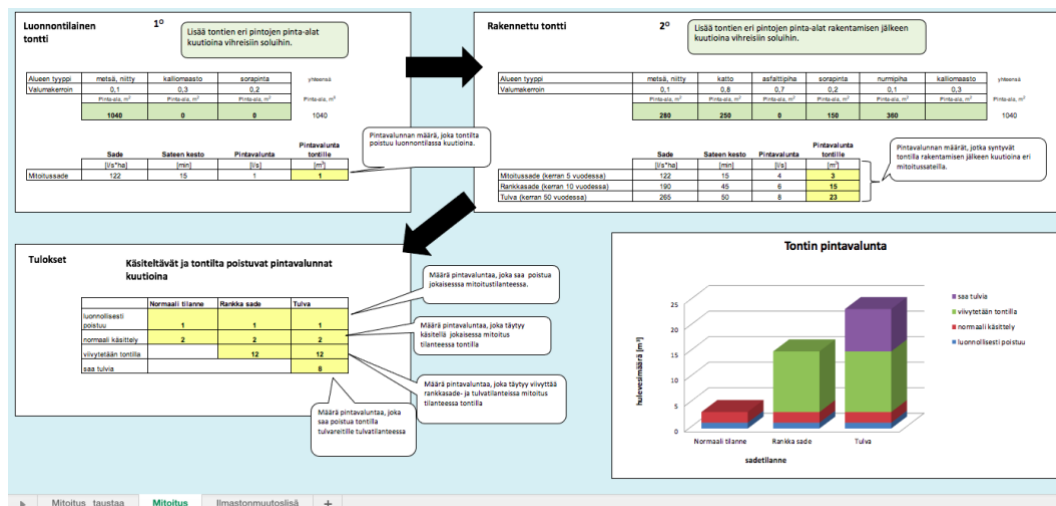 Luonnontilainen tontti
1⁰
Lisää tontien eri pintojen pinta-alat kuutioina vihreisiin soluihin.
Alueen tyyppi metsä, niitty kalliomaasto sorapinta yhteensä
Valumakerroin 0,1 0,3 0,2
Pinta-ala, m² Pinta-ala, m² Pinta-ala, m² Pinta-ala, m²
1040 0 0 1040
Pintavalunnan määrä, joka tontilta poistuu luonnontilassa kuutioina.
Sade Sateen kesto Pintavalunta Pintavalunta tontille
[l/s*ha] [min] [l/s] [m³]
Mitoitussade 122 15 1 1
Rakennettu tontti
2⁰
Lisää tontien eri pintojen pinta-alat rakentamisen jälkeen kuutioina vihreisiin soluihin.
Alueen tyyppi metsä, niitty katto asfalttipiha sorapinta nurmipiha kalliomaasto yhteensä
Valumakerroin 0,1 0,8 0,7 0,2 0,1 0,3
Pinta-ala, m² Pinta-ala, m² Pinta-ala, m² Pinta-ala, m² Pinta-ala, m² Pinta-ala, m² Pinta-ala, m²
280 250 0 150 360 1040
Sade Sateen kesto Pintavalunta Pintavalunta tontille
[l/s*ha] [min] [l/s] [m³]
Mitoitussade (kerran 5 vuodessa) 122 15 4 3
Rankkasade (kerran 10 vuodessa) 190 45 6 15
Tulva (kerran 50 vuodessa) 265 50 8 23
Pintavalunnan määrät, jotka syntyvät tontilla rakentamisen jälkeen kuutioina eri mitoitussateilla.
Tulokset
Käsiteltävät ja tontilta poistuvat pintavalunnat kuutioina
Normaali tilanne Rankka sade Tulva
luonnollisesti poistuu 1 1 1
normaali käsittely 2 2 2
viivytetään tontilla 12 12
saa tulvia 8
Määrä pintavaluntaa, joka saa poistua jokaisesssa mitoitustilanteessa.
Määrä pintavaluntaa, joka täytyy käsitellä jokaisessa mitoitus tilanteessa tontilla
Määrä pintavaluntaa, joka täytyy viivyttää rankkasade- ja tulvatilanteissa mitoitus tilanteessa tontilla
Määrä pintavaluntaa, joka saa poistua tontilla tulvareitille tulvatilanteessa
Tontin pintavalunta
hulevesimäärä [m³]
25
20
15
10
5
0
Normaali tilanne Rankka sade Tulva
sadetilanne
saa tulvia
viivytetään tontilla
normaali käsittely
luonnollisesti poistuu
Mitoitus_taustaa Mitoitus Ilmastonmuutoslisä +